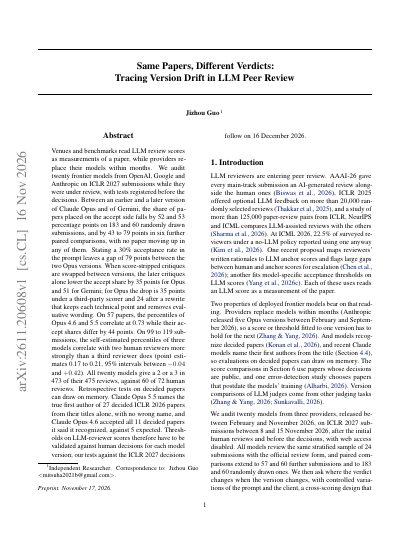 Same Papers, Different Verdicts:
Tracing Version Drift in LLM Peer Review
Jizhou Guo 1
Abstract
Venues and benchmarks read LLM review scores
as measurements of a paper, while providers re-
place their models within months. We audit
twenty frontier models from OpenAI, Google and
Anthropic on ICLR 2027 submissions while they
were under review, with tests registered before the
decisions. Between an earlier and a later version
of Claude Opus and of Gemini, the share of pa-
pers placed on the accept side falls by 52 and 53
percentage points on 183 and 60 randomly drawn
submissions, and by 43 to 79 points in six further
paired comparisons, with no paper moving up in
any of them. Stating a 30% acceptance rate in
the prompt leaves a gap of 79 points between the
two Opus versions. When score-stripped critiques
are swapped between versions, the later critiques
alone lower the accept share by 35 points for Opus
and 51 for Gemini; for Opus the drop is 35 points
under a third-party scorer and 24 after a rewrite
that keeps each technical point and removes eval-
uative wording. On 57 papers, the percentiles
of Opus 4.6 and 5.5 correlate at 0.73 while their ac-
cept shares differ by 44 points. On 99 to 119 sub-
missions, the self-estimated percentiles of three
models correlate with two human reviewers more
strongly than a third reviewer does (point esti-
mates 0.17 to 0.21, 95% intervals between −0.04
and +0.42). All recent models give a 2 or a 3 in
473 of their 475 reviews, against 60 of 72 human
reviews. Retrospective tests on decided papers
can draw on memory. Claude Opus 5.5 names the
true first author of 27 decided ICLR 2026 papers
from their titles alone, with no wrong name, and
Claude Opus 4.6 accepted all 11 decided papers
it said it recognized, against 5 expected. Thresh-
olds on LLM-reviewer scores therefore have to be
validated against human decisions for each model
version; our tests against the ICLR 2027 decisions
follow on 16 December 2026.
1. Introduction
LLM reviewers are entering peer review. AAAI-26 gave
every main-track submission an AI-generated review along-
side the human ones (Biswas et al., 2026), ICLR 2025
offered optional LLM feedback on more than 20,000 ran-
domly selected reviews (Thakkar et al., 2025), and a study of
more than 125,000 paper-review pairs from ICLR, NeurIPS
and ICML compares LLM-assisted reviews with the others
(Sharma et al., 2026). At ICML 2026, 22.5% of surveyed re-
viewers under a no-LLM policy reported using one anyway
(Kim et al., 2026). One recent proposal maps reviewers'
written rationales to LLM anchor scores and flags large gaps
between human and anchor scores for escalation (Chen et al.,
2026); another fits model-specific acceptance thresholds on
LLM scores (Yang et al., 2026c). Each of these uses reads
an LLM score as a measurement of the paper.
Two properties of deployed frontier models bear on that read-
ing. Providers replace models within months (Anthropic
released five Opus versions between February and Septem-
ber 2026), so a score or threshold fitted to one version has to
hold for the next (Zhang & Yang, 2026). And models recog-
nize decided papers (Konan et al., 2026), and recent Claude
models name their first authors from the title (Section 4.4),
so evaluations on decided papers can draw on memory. The
score comparisons in Section 6 use papers whose decisions
are public, and one error-detection study chooses papers
that postdate the models' training (Alharbi, 2026). Version
comparisons of LLM judges come from other judging tasks
(Zhang & Yang, 2026; Sunkavalli, 2026).
We audit twenty models from three providers, released be-
tween February and November 2026, on ICLR 2027 sub-
missions between 8 and 15 November 2026, after the initial
human reviews and before the decisions, with web access
disabled. All models review the same stratified sample of 24
submissions with the official review form, and paired com-
parisons extend to 57 and 60 further submissions and to 183
and 60 randomly drawn ones. We then ask where the verdict
changes when the version changes, with controlled varia-
tions of the prompt and the client, a cross-scoring design that
1Independent Researcher. Correspondence to: Jizhou Guo
Preprint. November 17, 2026.
1
arXiv:2611.20608v1 [cs.CL] 16 Nov 2026